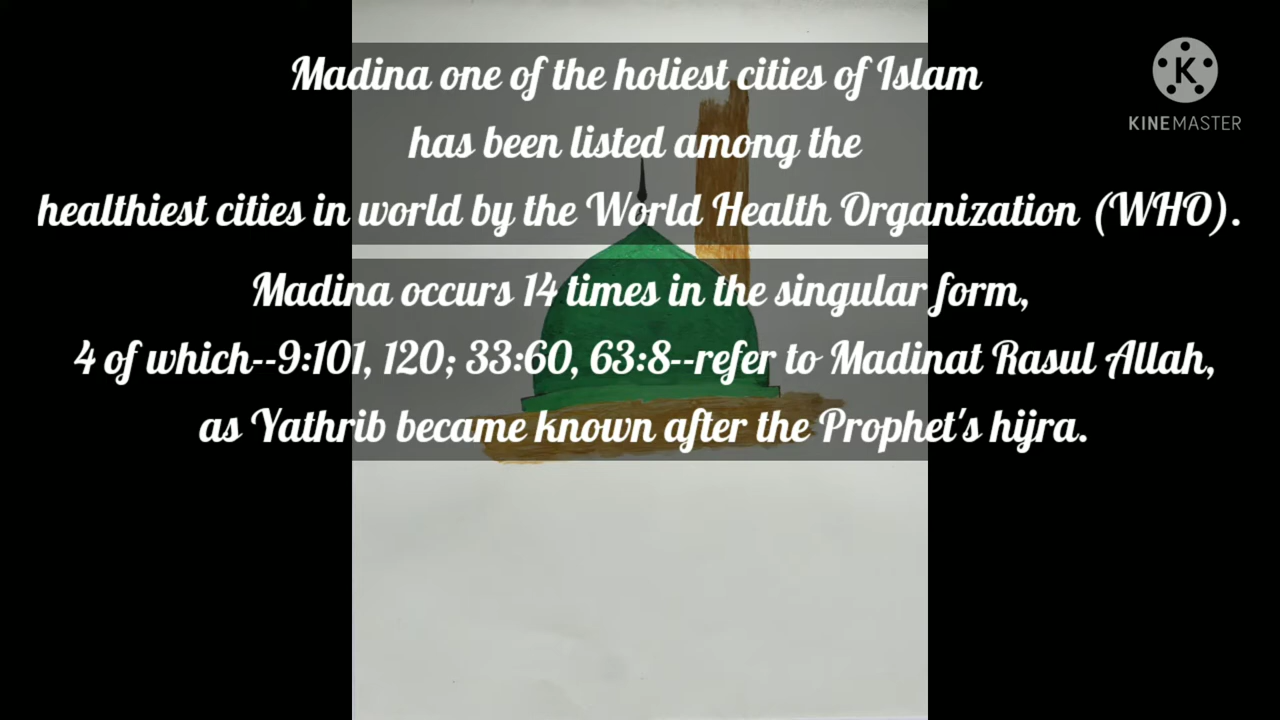 Madina one of the holiest cities of Islam
has been listed among the
healthiest cities in world by the World Health Organization (WHO).
Madina occurs 14 times in the singular form,
4 of which--9:101, 120; 33:60, 63:8--refer to Madinat Rasul Allah,
as Yathrib became known after the Prophet's hijra.
K
KINEMASTER